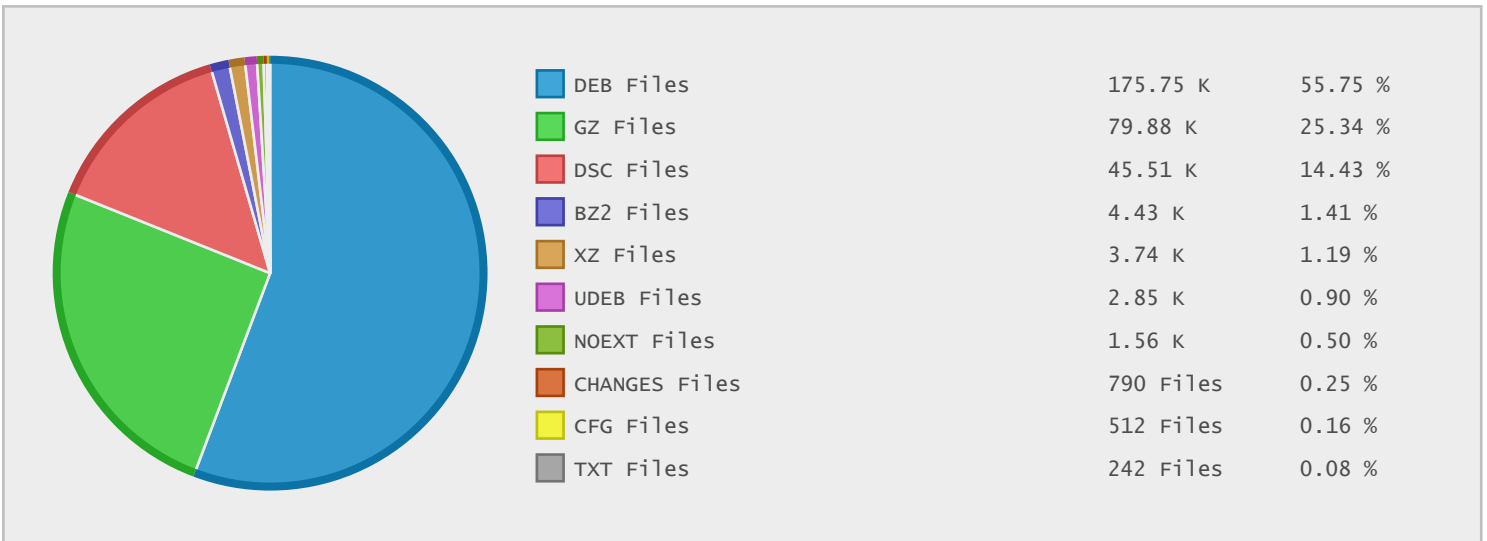 DEB Files 175.75 K 55.75 %
GZ Files 79.88 K 25.34 %
DSC Files 45.51 K 14.43 %
BZ2 Files 4.43 K 1.41 %
XZ Files 3.74 K 1.19 %
UDEB Files 2.85 K 0.90 %
NOEXT Files 1.56 K 0.50 %
CHANGES Files 790 Files 0.25 %
CFG Files 512 Files 0.16 %
TXT Files 242 Files 0.08 %